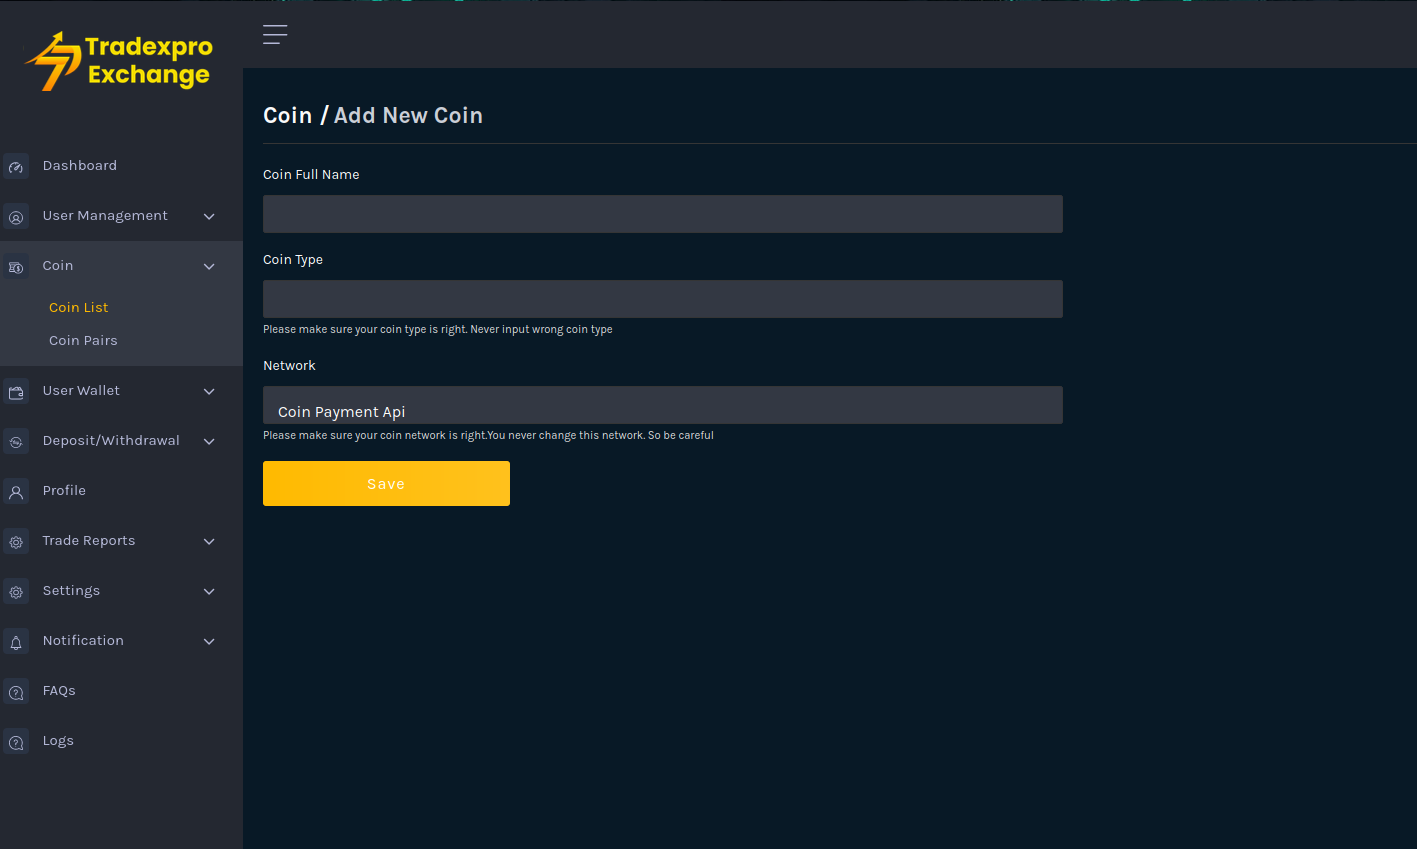 Tradexpro
Exchange
Dashboard
User Management
Coin
Coin List
Coin Pairs
User Wallet
Deposit/Withdrawal
Profile
Trade Reports
Settings
Notification
FAQs
Logs
Coin / Add New Coin
Coin Full Name
Coin Type
Please make sure your coin type is right. Never input wrong coin type
Network
Coin Payment Api
Please make sure your coin network is right.You never change this network. So be careful
Save